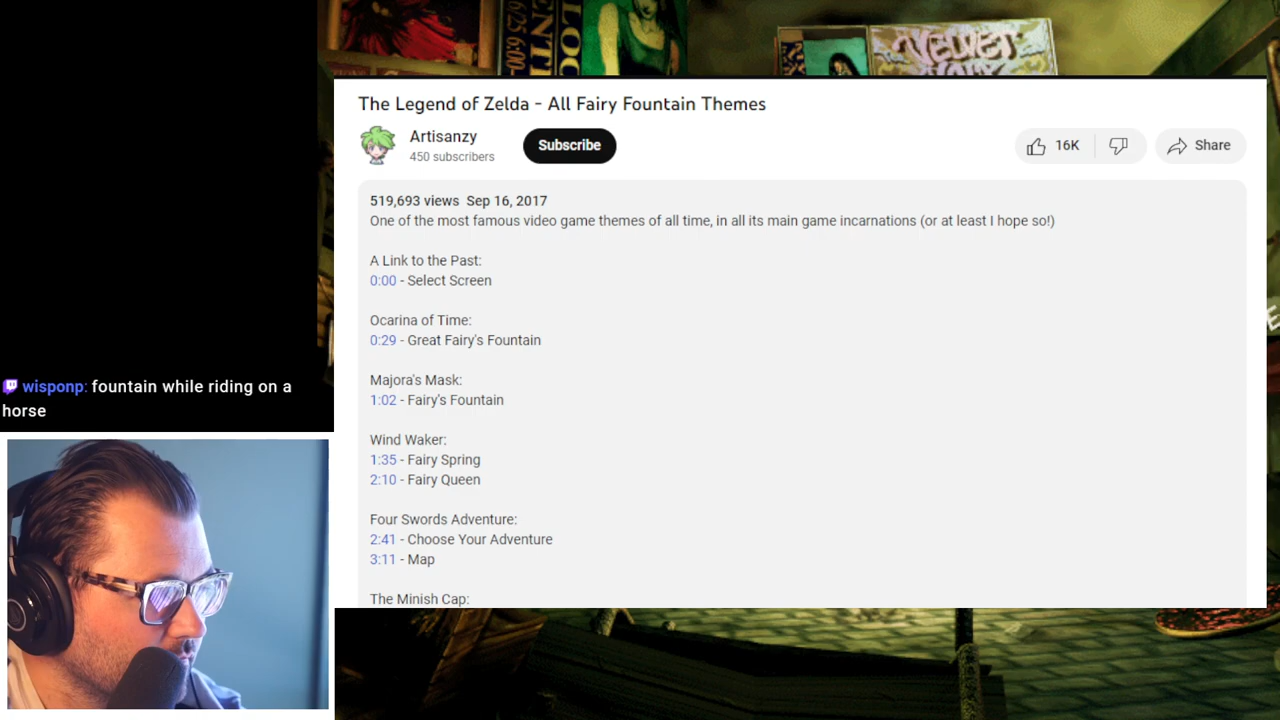 The Legend of Zelda - All Fairy Fountain Themes
Artisanzy
450 subscribers
Subscribe
16K
Share
519,693 views Sep 16, 2017
One of the most famous video game themes of all time, in all its main game incarnations (or at least I hope so!)
A Link to the Past:
0:00 - Select Screen
Ocarina of Time:
0:29 - Great Fairy's Fountain
Majora's Mask:
1:02 - Fairy's Fountain
Wind Waker:
1:35 - Fairy Spring
2:10 - Fairy Queen
Four Swords Adventure:
2:41 - Choose Your Adventure
3:11 - Map
The Minish Cap:
wisponp: fountain while riding on a
horse